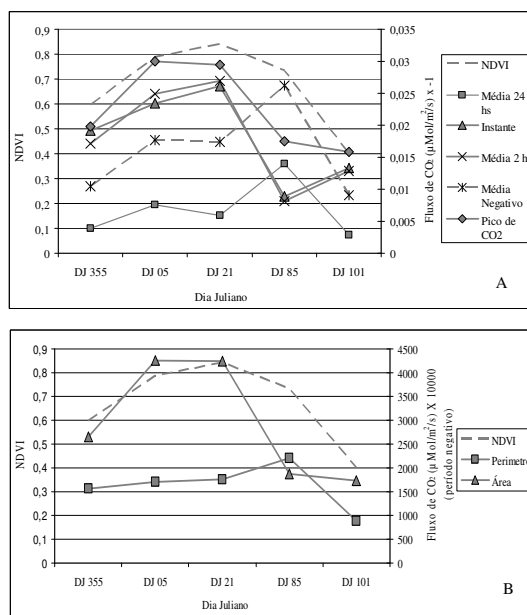 0,9
0,8
0,7
0,6
0,5
0,4
0,3
0,2
0,1
0
NDVI
DJ 355 DJ 05 DJ 21 DJ 85 DJ 101
Dia Juliano
0,035
0,03
0,025
0,02
0,015
0,01
0,005
0
Fluxo de CO₂ (µMol/m²/s) x -1
NDVI
Média 24 hs
Instante
Média 2 h
Média Negativo
Pico de CO2
A
0,9
0,8
0,7
0,6
0,5
0,4
0,3
0,2
0,1
0
NDVI
DJ 355 DJ 05 DJ 21 DJ 85 DJ 101
Dia Juliano
4500
4000
3500
3000
2500
2000
1500
1000
500
0
Fluxo de CO₂ (µ Mol/m²/s) X 10000
(período negativo)
NDVI
Perimetro
Área
B